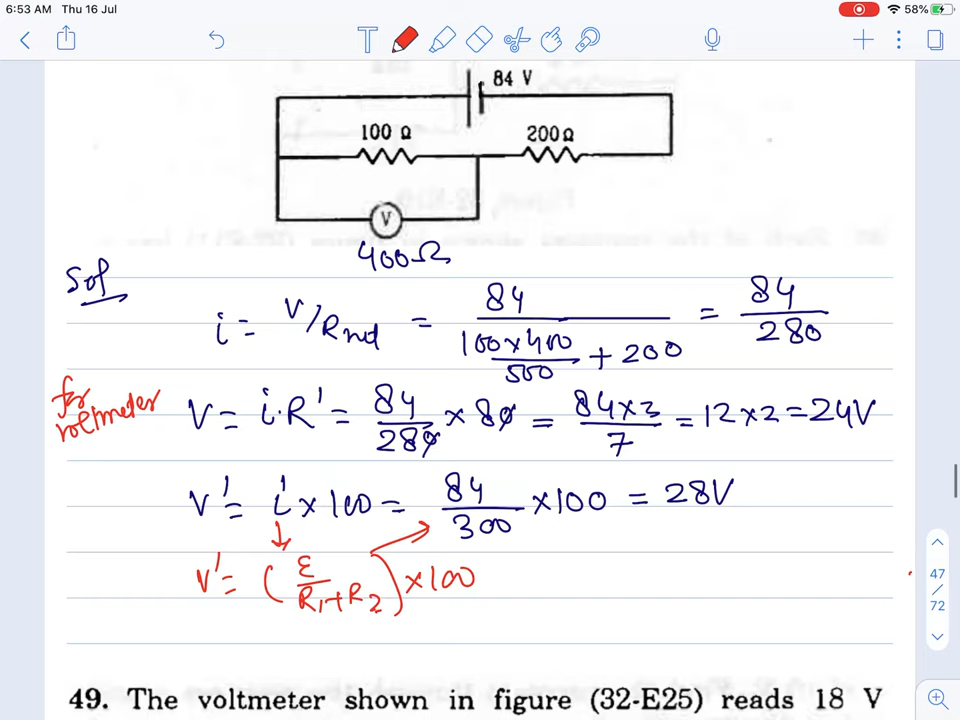 6:53 AM Thu 16 Jul 58%
T
84 V
100 Ω 200Ω
V
400Ω
Sol
i = V/Rnd = 84 / (100×400/500 + 200) = 84/280
for voltmeter V = i·R' = 84/280 × 80 = 84×2/7 = 12×2 = 24V
V' = i' × 100 = 84/300 × 100 = 28V
V' = (ε/(R1+R2)) × 100
47 / 72
49. The voltmeter shown in figure (32-E25) reads 18 V